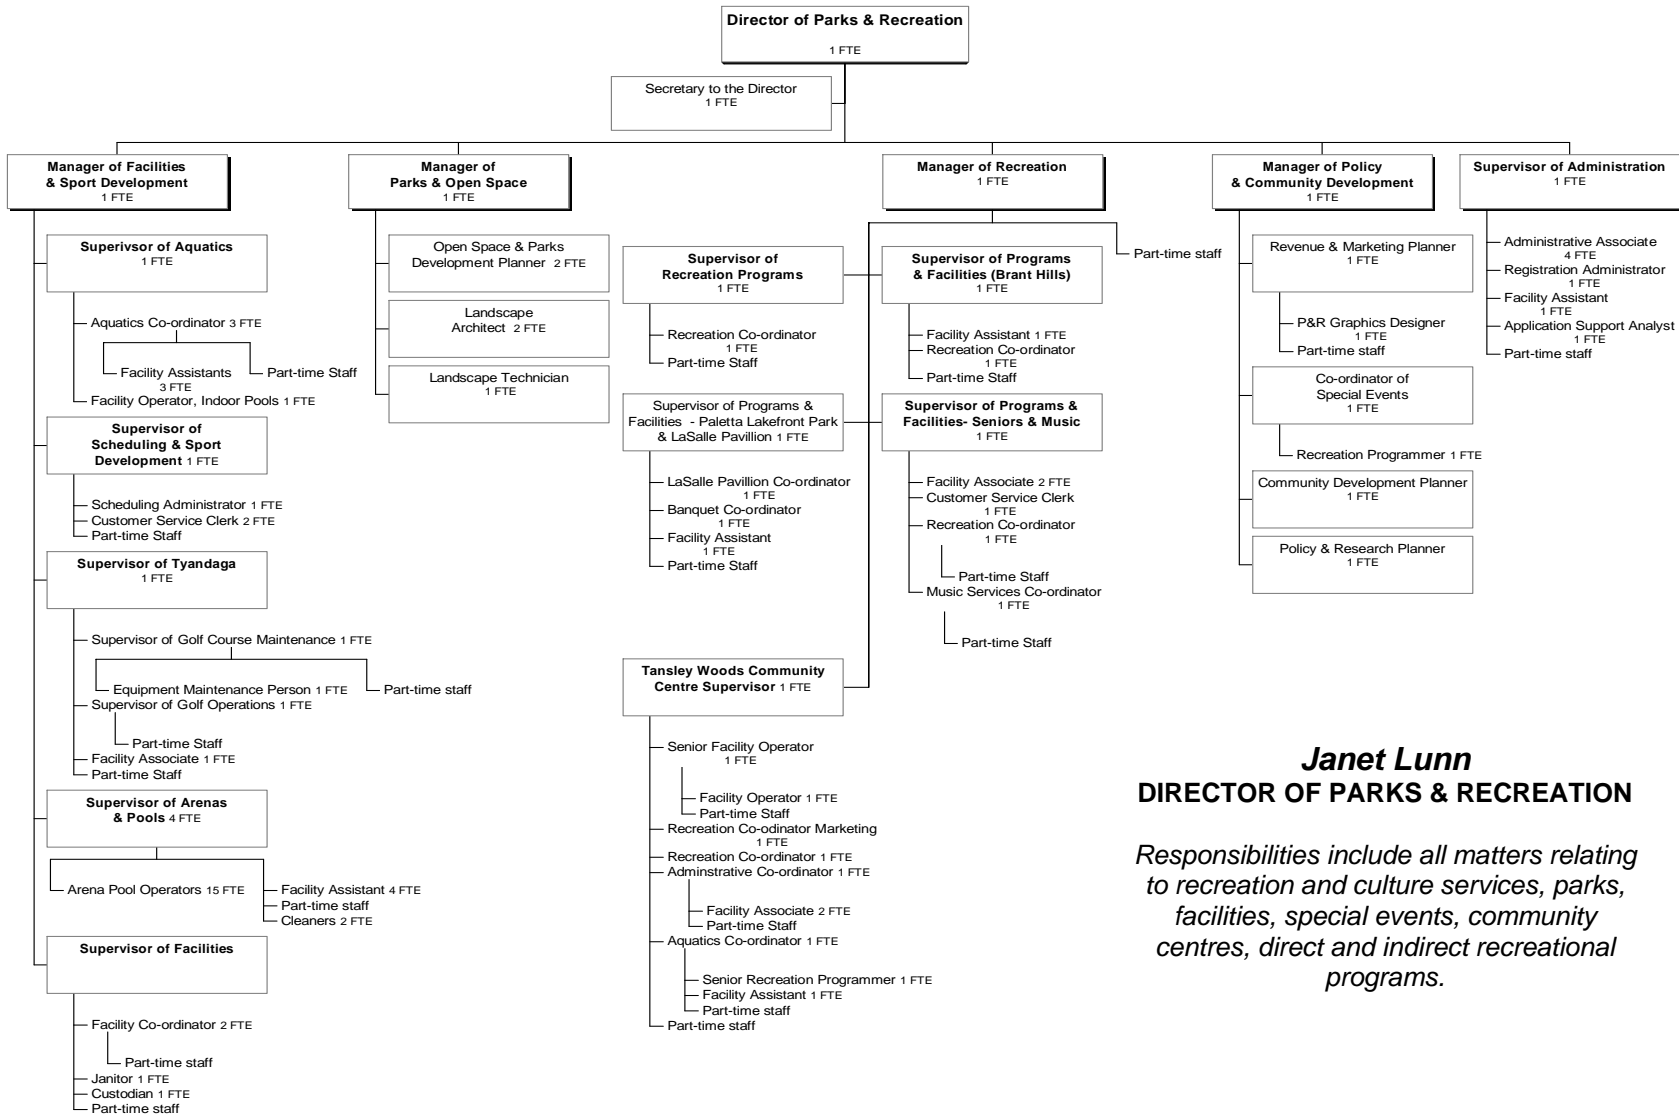 Director of Parks & Recreation
1 FTE
Secretary to the Director
1 FTE
Manager of Facilities
& Sport Development
1 FTE
Superivsor of Aquatics
1 FTE
Aquatics Co-ordinator 3 FTE
Facility Assistants
3 FTE
Part-time Staff
Facility Operator, Indoor Pools 1 FTE
Supervisor of
Scheduling & Sport
Development 1 FTE
Scheduling Administrator 1 FTE
Customer Service Clerk 2 FTE
Part-time Staff
Supervisor of Tyandaga
1 FTE
Supervisor of Golf Course Maintenance 1 FTE
Equipment Maintenance Person 1 FTE
Part-time staff
Supervisor of Golf Operations 1 FTE
Part-time Staff
Facility Associate 1 FTE
Part-time Staff
Supervisor of Arenas
& Pools 4 FTE
Arena Pool Operators 15 FTE
Facility Assistant 4 FTE
Part-time staff
Cleaners 2 FTE
Supervisor of Facilities
Facility Co-ordinator 2 FTE
Part-time staff
Janitor 1 FTE
Custodian 1 FTE
Part-time staff
Manager of
Parks & Open Space
1 FTE
Open Space & Parks
Development Planner 2 FTE
Landscape
Architect 2 FTE
Landscape Technician
1 FTE
Manager of Recreation
1 FTE
Part-time staff
Supervisor of
Recreation Programs
1 FTE
Recreation Co-ordinator
1 FTE
Part-time Staff
Supervisor of Programs
& Facilities (Brant Hills)
1 FTE
Facility Assistant 1 FTE
Recreation Co-ordinator
1 FTE
Part-time Staff
Supervisor of Programs &
Facilities - Paletta Lakefront Park
& LaSalle Pavillion 1 FTE
LaSalle Pavillion Co-ordinator
1 FTE
Banquet Co-ordinator
1 FTE
Facility Assistant
1 FTE
Part-time Staff
Supervisor of Programs &
Facilities- Seniors & Music
1 FTE
Facility Associate 2 FTE
Customer Service Clerk
1 FTE
Recreation Co-ordinator
1 FTE
Part-time Staff
Music Services Co-ordinator
1 FTE
Part-time Staff
Tansley Woods Community
Centre Supervisor 1 FTE
Senior Facility Operator
1 FTE
Facility Operator 1 FTE
Part-time Staff
Recreation Co-odinator Marketing
1 FTE
Recreation Co-ordinator 1 FTE
Adminstrative Co-ordinator 1 FTE
Facility Associate 2 FTE
Part-time Staff
Aquatics Co-ordinator 1 FTE
Senior Recreation Programmer 1 FTE
Facility Assistant 1 FTE
Part-time staff
Part-time staff
Manager of Policy
& Community Development
1 FTE
Revenue & Marketing Planner
1 FTE
P&R Graphics Designer
1 FTE
Part-time staff
Co-ordinator of
Special Events
1 FTE
Recreation Programmer 1 FTE
Community Development Planner
1 FTE
Policy & Research Planner
1 FTE
Supervisor of Administration
1 FTE
Administrative Associate
4 FTE
Registration Administrator
1 FTE
Facility Assistant
1 FTE
Application Support Analyst
1 FTE
Part-time staff
Janet Lunn
DIRECTOR OF PARKS & RECREATION
Responsibilities include all matters relating
to recreation and culture services, parks,
facilities, special events, community
centres, direct and indirect recreational
programs.